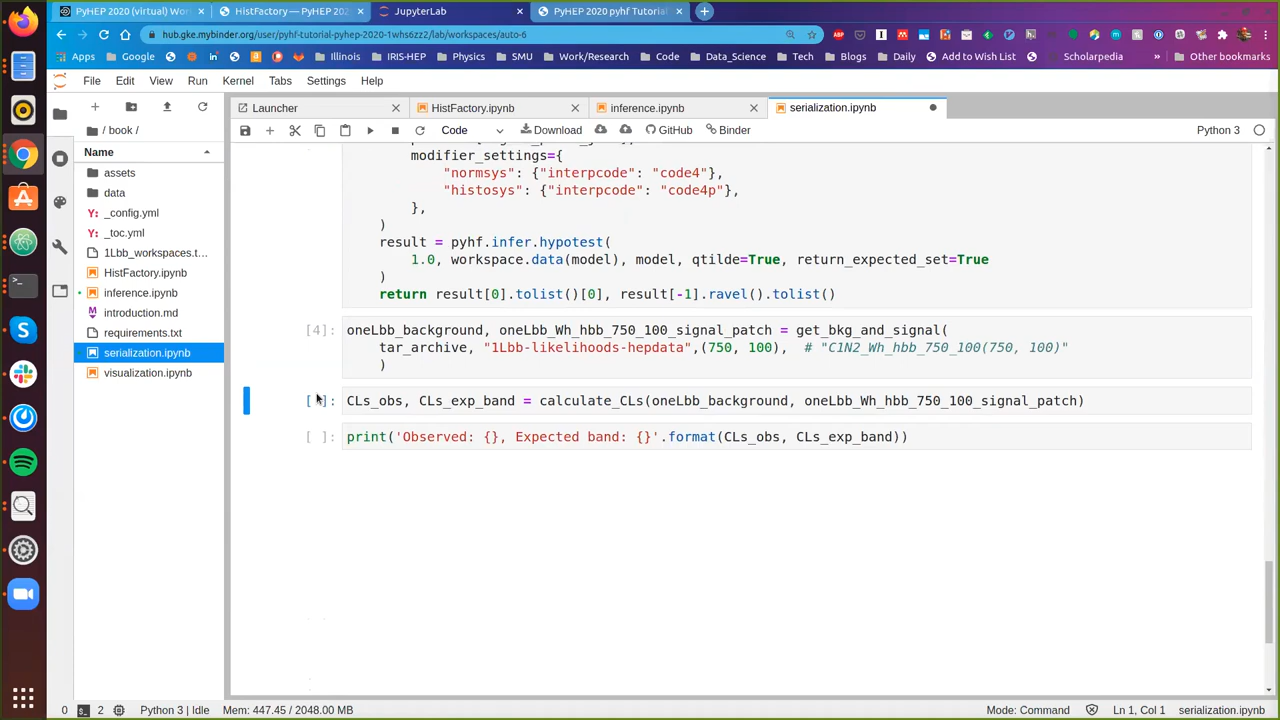 PyHEP 2020 (virtual) Wor
HistFactory — PyHEP 202
JupyterLab
PyHEP 2020 pyhf Tutorial
hub.gke.mybinder.org/user/pyhf-tutorial-pyhep-2020-1whs6zz2/lab/workspaces/auto-6
Apps
Google
Illinois
IRIS-HEP
Physics
SMU
Work/Research
Code
Data_Science
Tech
Blogs
Daily
Add to Wish List
Scholarpedia
»
Other bookmarks
File Edit View Run Kernel Tabs Settings Help
Launcher
HistFactory.ipynb
inference.ipynb
serialization.ipynb
/ book /
Code
Download
GitHub
Binder
Python 3
Name
assets
data
_config.yml
_toc.yml
1Lbb_workspaces.t...
HistFactory.ipynb
inference.ipynb
introduction.md
requirements.txt
serialization.ipynb
visualization.ipynb
modifier_settings={
"normsys": {"interpcode": "code4"},
"histosys": {"interpcode": "code4p"},
},
)
result = pyhf.infer.hypotest(
1.0, workspace.data(model), model, qtilde=True, return_expected_set=True
)
return result[0].tolist()[0], result[-1].ravel().tolist()
[4]: oneLbb_background, oneLbb_Wh_hbb_750_100_signal_patch = get_bkg_and_signal(
tar_archive, "1Lbb-likelihoods-hepdata",(750, 100), # "C1N2_Wh_hbb_750_100(750, 100)"
)
[ ]: CLs_obs, CLs_exp_band = calculate_CLs(oneLbb_background, oneLbb_Wh_hbb_750_100_signal_patch)
[ ]: print('Observed: {}, Expected band: {}'.format(CLs_obs, CLs_exp_band))
0
2
Python 3 | Idle
Mem: 447.45 / 2048.00 MB
Mode: Command
Ln 1, Col 1
serialization.ipynb